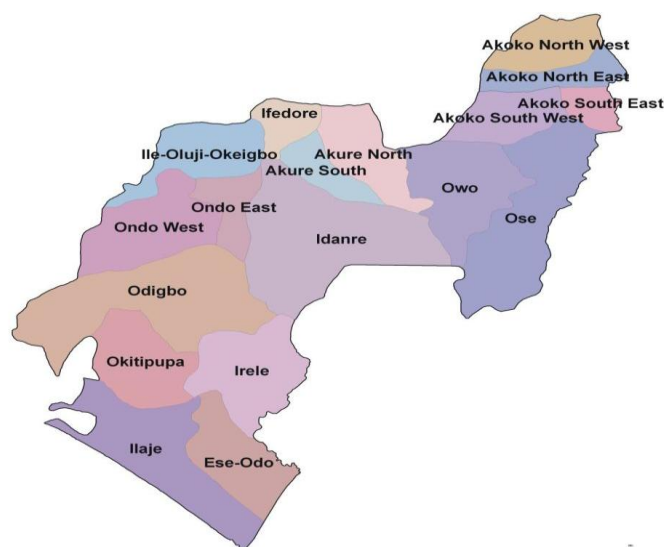 Akoko North West
Akoko North East
Akoko South East
Akoko South West
Ifedore
Ile-Oluji-Okeigbo
Akure North
Akure South
Owo
Ondo East
Ose
Ondo West
Idanre
Odigbo
Okitipupa
Irele
Ilaje
Ese-Odo